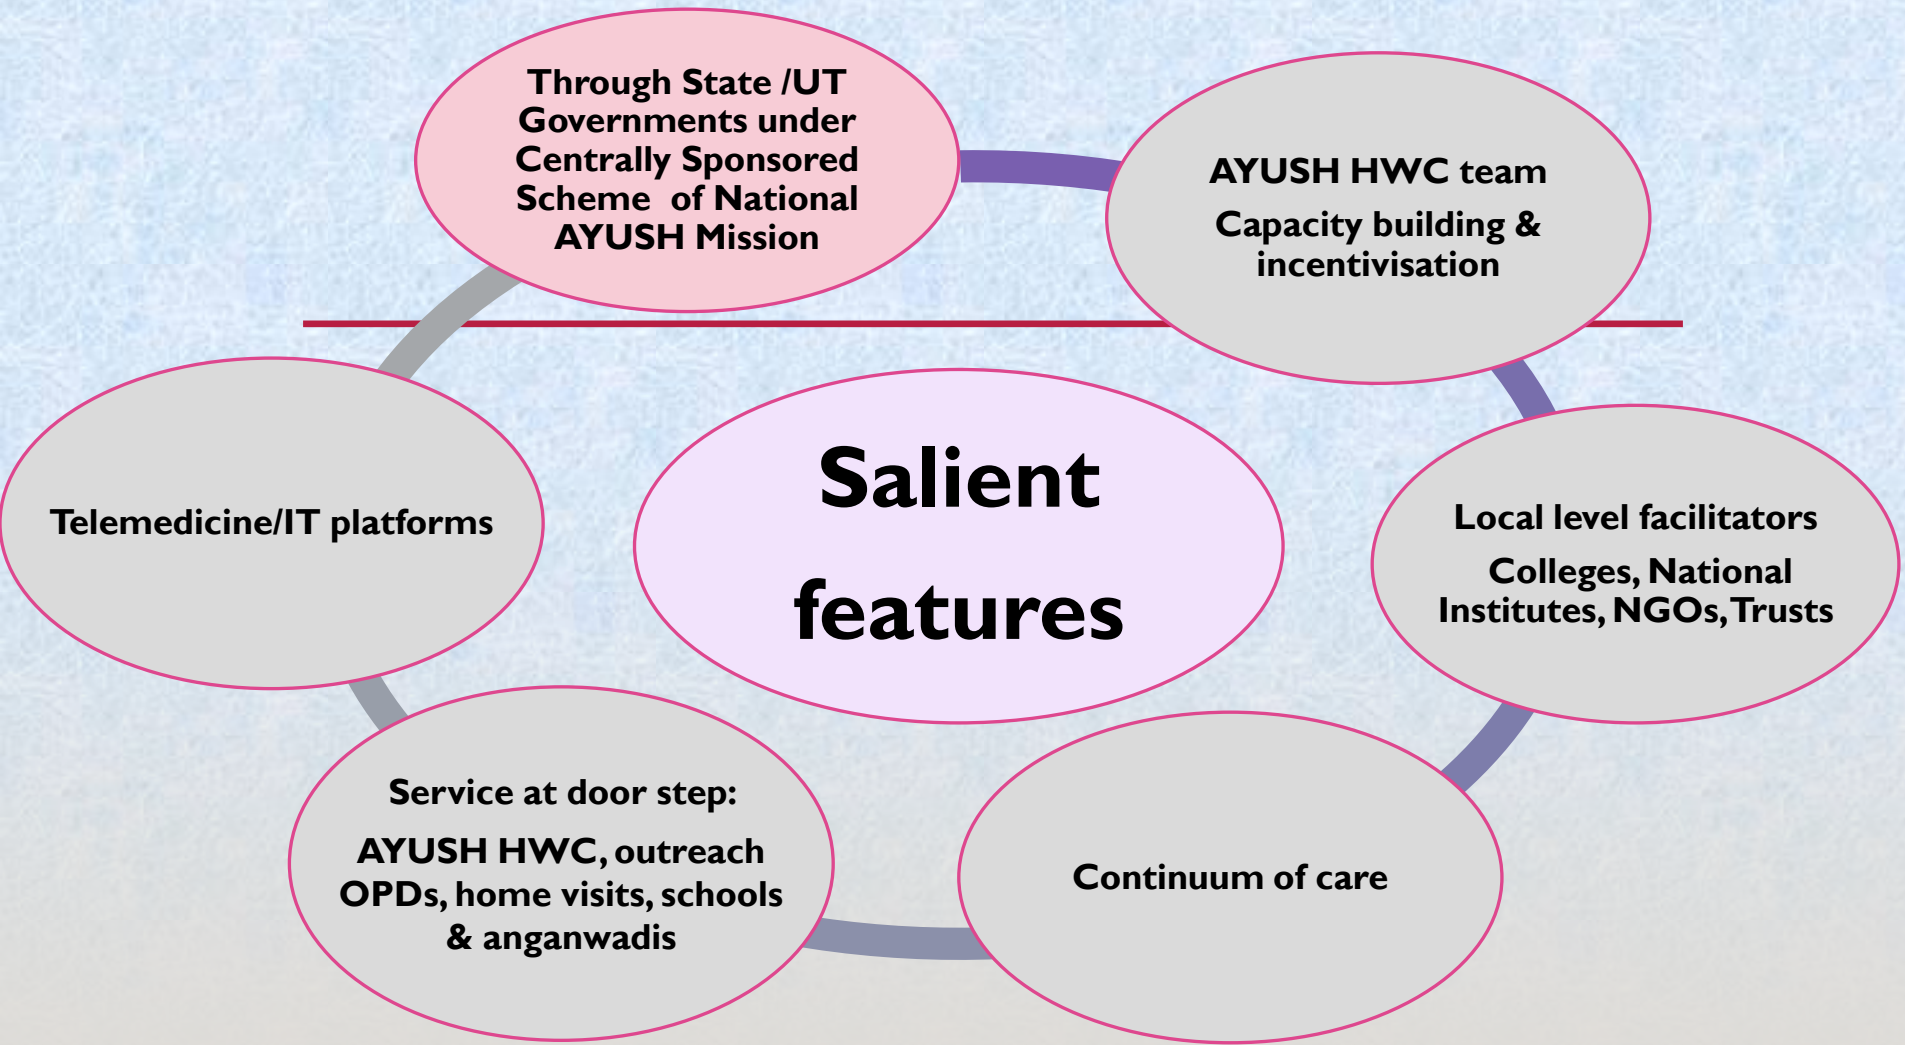 Through State /UT
Governments under
Centrally Sponsored
Scheme of National
AYUSH Mission
AYUSH HWC team
Capacity building &
incentivisation
Local level facilitators
Colleges, National
Institutes, NGOs, Trusts
Continuum of care
Service at door step:
AYUSH HWC, outreach
OPDs, home visits, schools
& anganwadis
Telemedicine/IT platforms
Salient
features